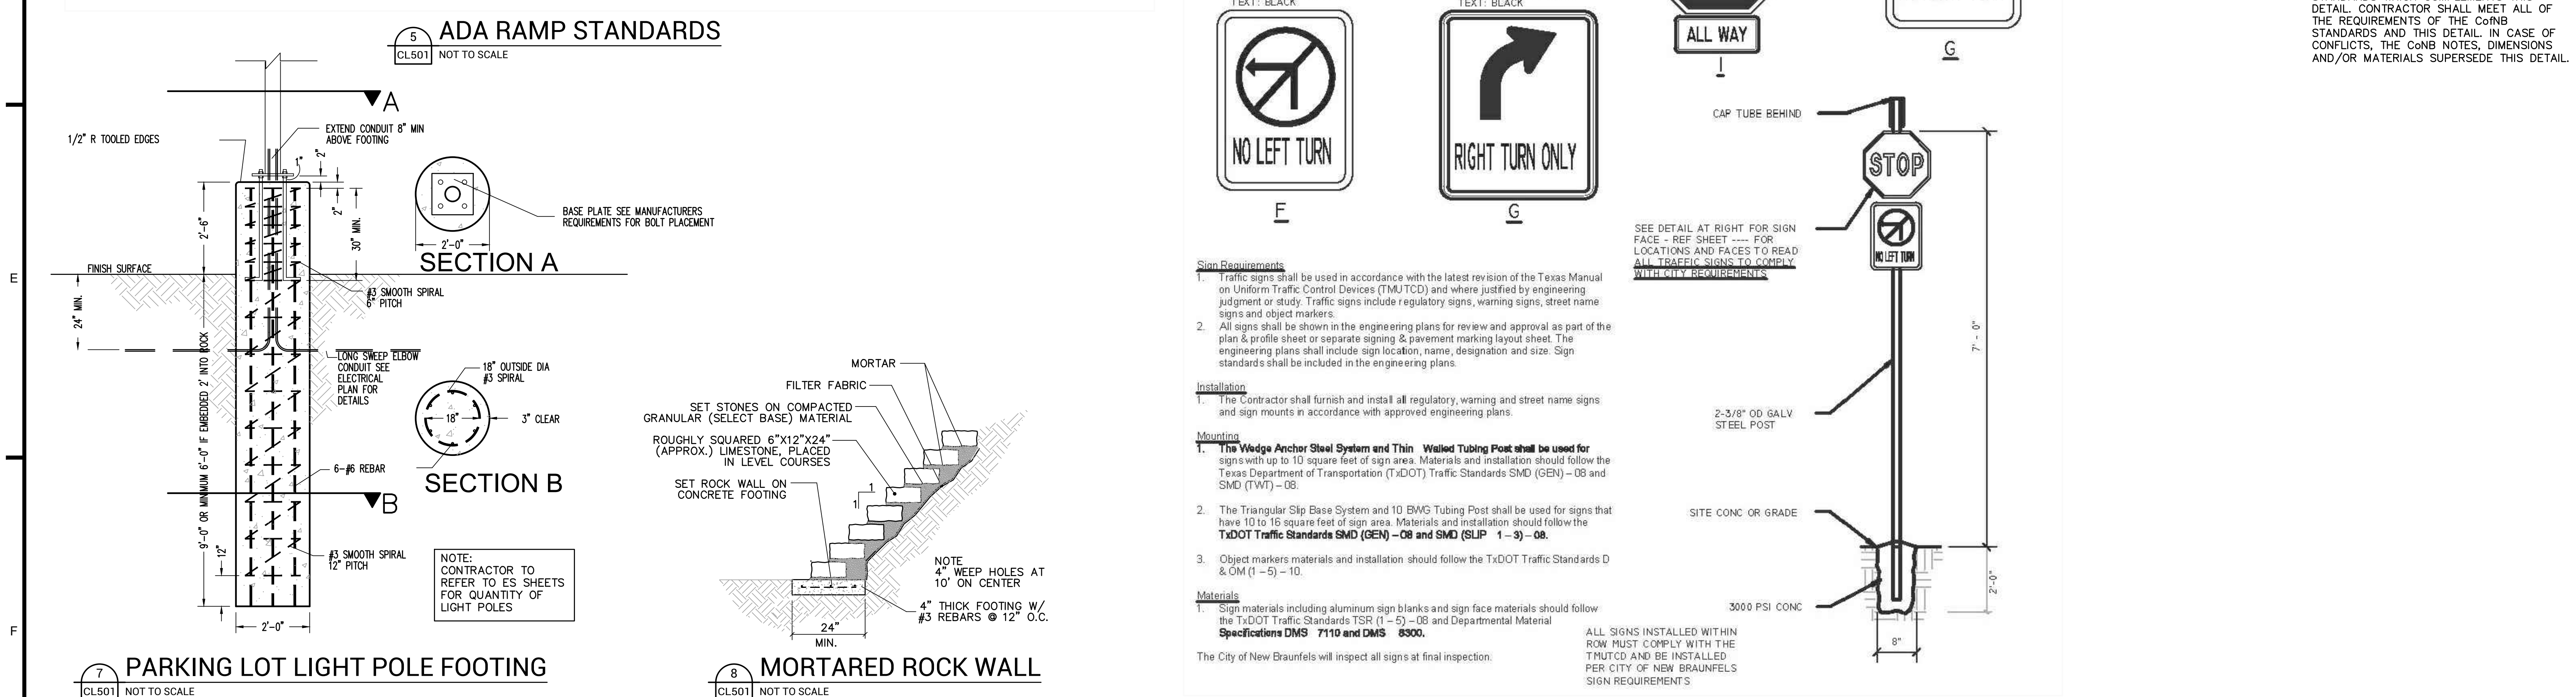 5
CL501
ADA RAMP STANDARDS
NOT TO SCALE
A
1/2" R TOOLED EDGES
EXTEND CONDUIT 8" MIN
ABOVE FOOTING
1"
2"
2"
2'-6"
30" MIN.
2'-0"
BASE PLATE SEE MANUFACTURERS
REQUIREMENTS FOR BOLT PLACEMENT
SECTION A
FINISH SURFACE
#3 SMOOTH SPIRAL
6" PITCH
24" MIN.
9'-0" OR MINIMUM 6'-0" IF EMBEDDED 2' INTO ROCK
LONG SWEEP ELBOW
CONDUIT SEE
ELECTRICAL
PLAN FOR
DETAILS
18" OUTSIDE DIA
#3 SPIRAL
18"
3" CLEAR
6-#6 REBAR
SECTION B
B
12"
#3 SMOOTH SPIRAL
12" PITCH
2'-0"
NOTE:
CONTRACTOR TO
REFER TO ES SHEETS
FOR QUANTITY OF
LIGHT POLES
7
CL501
PARKING LOT LIGHT POLE FOOTING
NOT TO SCALE
MORTAR
FILTER FABRIC
SET STONES ON COMPACTED
GRANULAR (SELECT BASE) MATERIAL
ROUGHLY SQUARED 6"X12"X24"
(APPROX.) LIMESTONE, PLACED
IN LEVEL COURSES
SET ROCK WALL ON
CONCRETE FOOTING
1
1
NOTE
4" WEEP HOLES AT
10' ON CENTER
4" THICK FOOTING W/
#3 REBARS @ 12" O.C.
24"
MIN.
8
CL501
MORTARED ROCK WALL
NOT TO SCALE
E
F
TEXT: BLACK
NO LEFT TURN
F
TEXT: BLACK
RIGHT TURN ONLY
G
ALL WAY
I
G
Sign Requirements
1. Traffic signs shall be used in accordance with the latest revision of the Texas Manual
on Uniform Traffic Control Devices (TMUTCD) and where justified by engineering
judgment or study. Traffic signs include regulatory signs, warning signs, street name
signs and object markers.
2. All signs shall be shown in the engineering plans for review and approval as part of the
plan & profile sheet or separate signing & pavement marking layout sheet. The
engineering plans shall include sign location, name, designation and size. Sign
standards shall be included in the engineering plans.
Installation
1. The Contractor shall furnish and install all regulatory, warning and street name signs
and sign mounts in accordance with approved engineering plans.
Mounting
1. The Wedge Anchor Steel System and Thin Walled Tubing Post shall be used for
signs with up to 10 square feet of sign area. Materials and installation should follow the
Texas Department of Transportation (TxDOT) Traffic Standards SMD (GEN) – 08 and
SMD (TWT) – 08.
2. The Triangular Slip Base System and 10 BWG Tubing Post shall be used for signs that
have 10 to 16 square feet of sign area. Materials and installation should follow the
TxDOT Traffic Standards SMD (GEN) – 08 and SMD (SLIP 1 – 3) – 08.
3. Object markers materials and installation should follow the TxDOT Traffic Standards D
& OM (1 – 5) – 10.
Materials
1. Sign materials including aluminum sign blanks and sign face materials should follow
the TxDOT Traffic Standards TSR (1 – 5) – 08 and Departmental Material
Specifications DMS 7110 and DMS 8300.
The City of New Braunfels will inspect all signs at final inspection.
CAP TUBE BEHIND
STOP
NO LEFT TURN
SEE DETAIL AT RIGHT FOR SIGN
FACE - REF SHEET ---- FOR
LOCATIONS AND FACES TO READ
ALL TRAFFIC SIGNS TO COMPLY
WITH CITY REQUIREMENTS
7' - 0"
2-3/8" OD GALV
STEEL POST
SITE CONC OR GRADE
2'-0"
3000 PSI CONC
8"
ALL SIGNS INSTALLED WITHIN
ROW MUST COMPLY WITH THE
TMUTCD AND BE INSTALLED
PER CITY OF NEW BRAUNFELS
SIGN REQUIREMENTS
DETAIL. CONTRACTOR SHALL MEET ALL OF
THE REQUIREMENTS OF THE CofNB
STANDARDS AND THIS DETAIL. IN CASE OF
CONFLICTS, THE CoNB NOTES, DIMENSIONS
AND/OR MATERIALS SUPERSEDE THIS DETAIL.